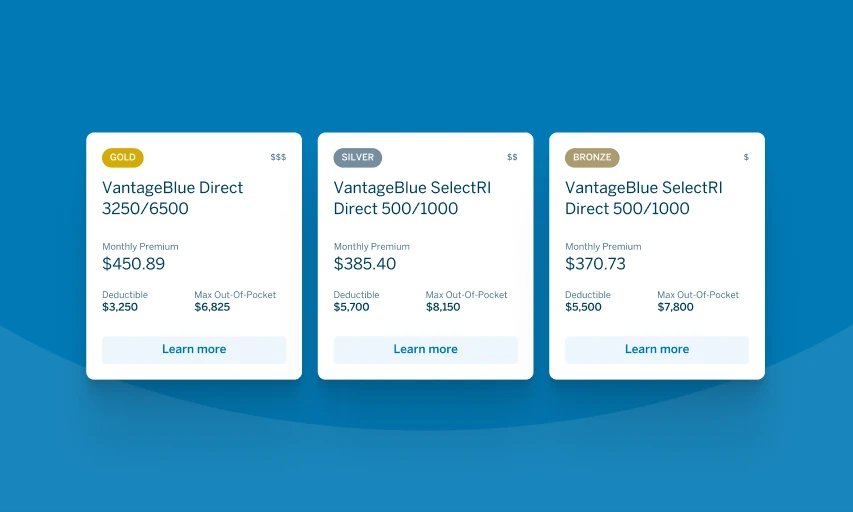 GOLD
$$$
VantageBlue Direct
3250/6500
Monthly Premium
$450.89
Deductible
Max Out-Of-Pocket
$3,250
$6,825
Learn more
SILVER
$$
VantageBlue SelectRI
Direct 500/1000
Monthly Premium
$385.40
Deductible
Max Out-Of-Pocket
$5,700
$8,150
Learn more
BRONZE
$
VantageBlue SelectRI
Direct 500/1000
Monthly Premium
$370.73
Deductible
Max Out-Of-Pocket
$5,500
$7,800
Learn more